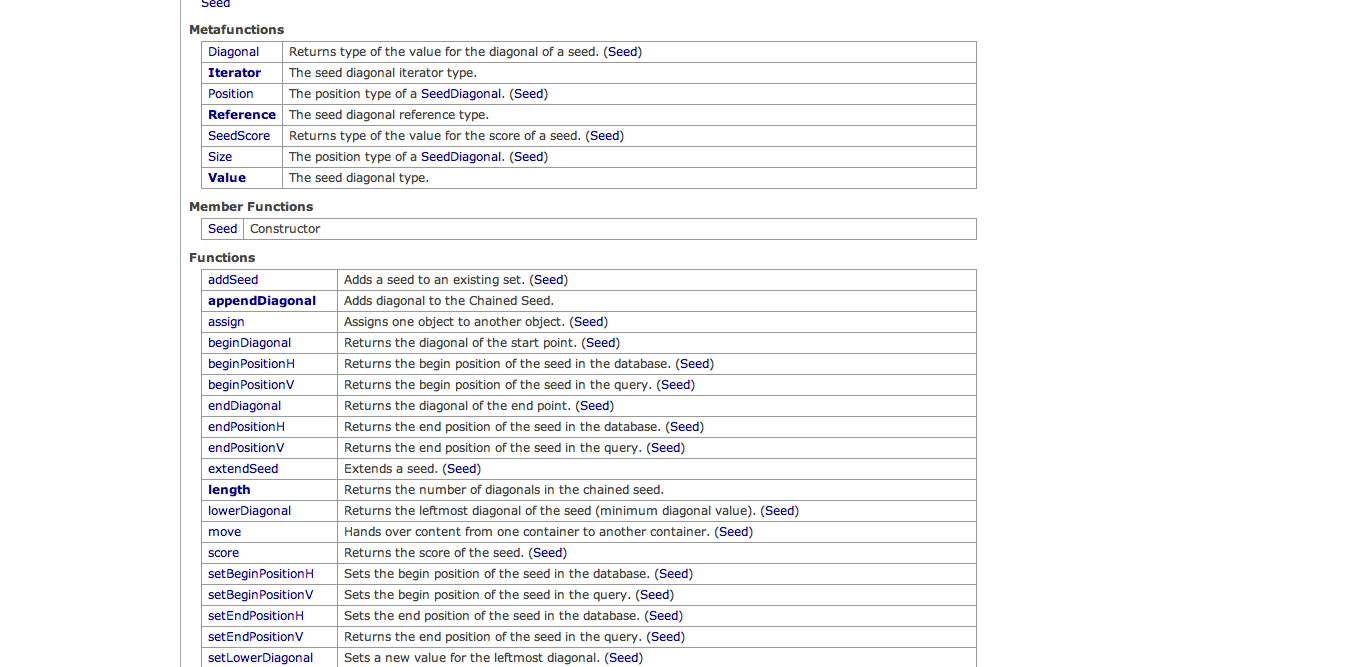 Seed
Metafunctions
Diagonal Returns type of the value for the diagonal of a seed. (Seed)
Iterator The seed diagonal iterator type.
Position The position type of a SeedDiagonal. (Seed)
Reference The seed diagonal reference type.
SeedScore Returns type of the value for the score of a seed. (Seed)
Size The position type of a SeedDiagonal. (Seed)
Value The seed diagonal type.
Member Functions
Seed Constructor
Functions
addSeed Adds a seed to an existing set. (Seed)
appendDiagonal Adds diagonal to the Chained Seed.
assign Assigns one object to another object. (Seed)
beginDiagonal Returns the diagonal of the start point. (Seed)
beginPositionH Returns the begin position of the seed in the database. (Seed)
beginPositionV Returns the begin position of the seed in the query. (Seed)
endDiagonal Returns the diagonal of the end point. (Seed)
endPositionH Returns the end position of the seed in the database. (Seed)
endPositionV Returns the end position of the seed in the query. (Seed)
extendSeed Extends a seed. (Seed)
length Returns the number of diagonals in the chained seed.
lowerDiagonal Returns the leftmost diagonal of the seed (minimum diagonal value). (Seed)
move Hands over content from one container to another container. (Seed)
score Returns the score of the seed. (Seed)
setBeginPositionH Sets the begin position of the seed in the database. (Seed)
setBeginPositionV Sets the begin position of the seed in the query. (Seed)
setEndPositionH Sets the end position of the seed in the database. (Seed)
setEndPositionV Returns the end position of the seed in the query. (Seed)
setLowerDiagonal Sets a new value for the leftmost diagonal. (Seed)